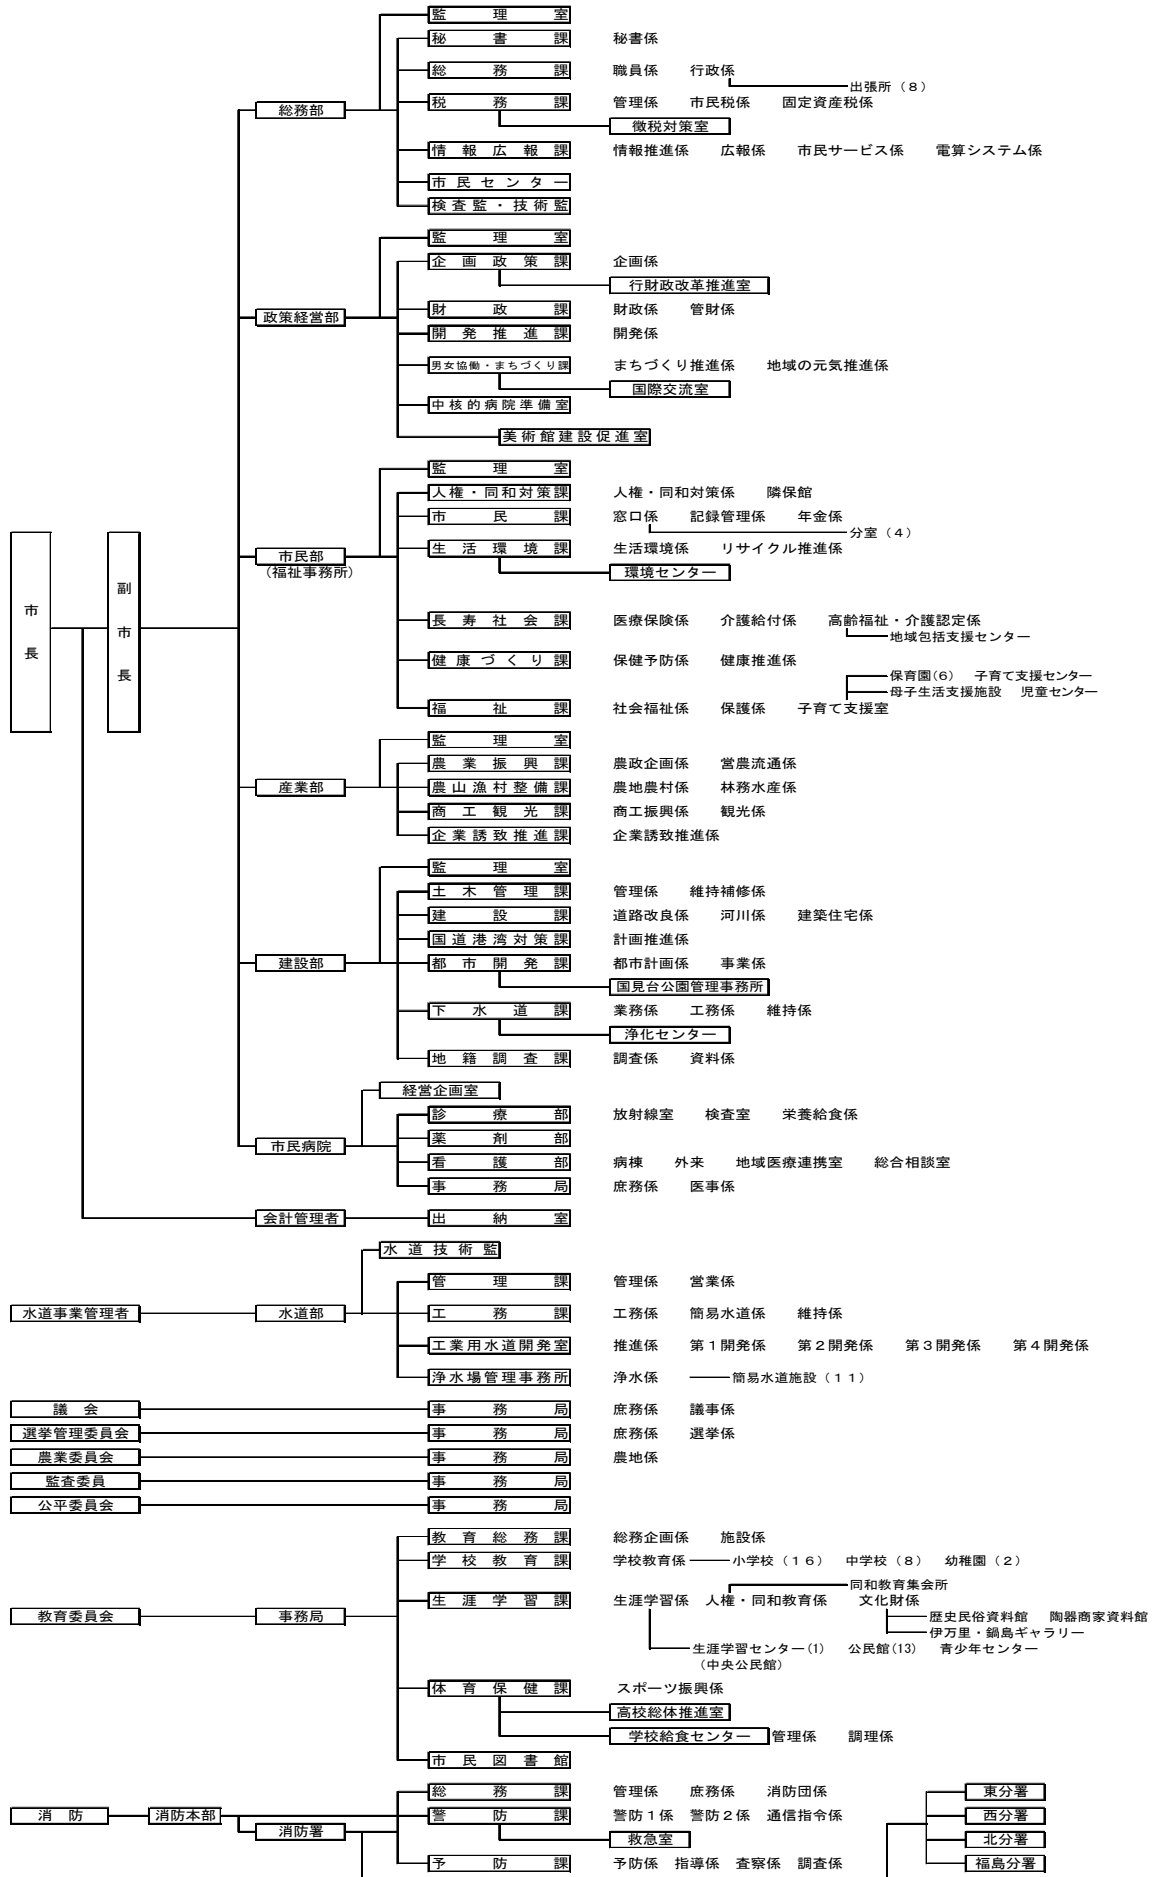 監理室
秘書課 秘書係
総務課 職員係 行政係
出張所（８）
総務部 税務課 管理係 市民税係 固定資産税係
徴税対策室
情報広報課 情報推進係 広報係 市民サービス係 電算システム係
市民センター
検査監・技術監
監理室
企画政策課 企画係
行財政改革推進室
政策経営部 財政課 財政係 管財係
開発推進課 開発係
男女協働・まちづくり課 まちづくり推進係 地域の元気推進係
国際交流室
中核的病院準備室
美術館建設促進室
監理室
人権・同和対策課 人権・同和対策係 隣保館
市民課 窓口係 記録管理係 年金係
分室（４）
市民部 生活環境課 生活環境係 リサイクル推進係
（福祉事務所） 環境センター
市長 副市長 長寿社会課 医療保険係 介護給付係 高齢福祉・介護認定係
地域包括支援センター
健康づくり課 保健予防係 健康推進係
保育園(6) 子育て支援センター
母子生活支援施設 児童センター
福祉課 社会福祉係 保護係 子育て支援室
監理室
農業振興課 農政企画係 営農流通係
産業部 農山漁村整備課 農地農村係 林務水産係
商工観光課 商工振興係 観光係
企業誘致推進課 企業誘致推進係
監理室
土木管理課 管理係 維持補修係
建設課 道路改良係 河川係 建築住宅係
国道港湾対策課 計画推進係
建設部 都市開発課 都市計画係 事業係
国見台公園管理事務所
下水道課 業務係 工務係 維持係
浄化センター
地籍調査課 調査係 資料係
経営企画室
診療部 放射線室 検査室 栄養給食係
市民病院 薬剤部
看護部 病棟 外来 地域医療連携室 総合相談室
事務局 庶務係 医事係
会計管理者 出納室
水道技術監
管理課 管理係 営業係
水道事業管理者 水道部 工務課 工務係 簡易水道係 維持係
工業用水道開発室 推進係 第１開発係 第２開発係 第３開発係 第４開発係
浄水場管理事務所 浄水係 簡易水道施設（１１）
議会 事務局 庶務係 議事係
選挙管理委員会 事務局 庶務係 選挙係
農業委員会 事務局 農地係
監査委員 事務局
公平委員会 事務局
教育総務課 総務企画係 施設係
学校教育課 学校教育係 小学校（１６） 中学校（８） 幼稚園（２）
同和教育集会所
教育委員会 事務局 生涯学習課 生涯学習係 人権・同和教育係 文化財係
歴史民俗資料館 陶器商家資料館
伊万里・鍋島ギャラリー
生涯学習センター(1) 公民館(13) 青少年センター
（中央公民館）
体育保健課 スポーツ振興係
高校総体推進室
学校給食センター 管理係 調理係
市民図書館
総務課 管理係 庶務係 消防団係 東分署
消防 消防本部 警防課 警防１係 警防２係 通信指令係 西分署
消防署 救急室 北分署
予防課 予防係 指導係 査察係 調査係 福島分署